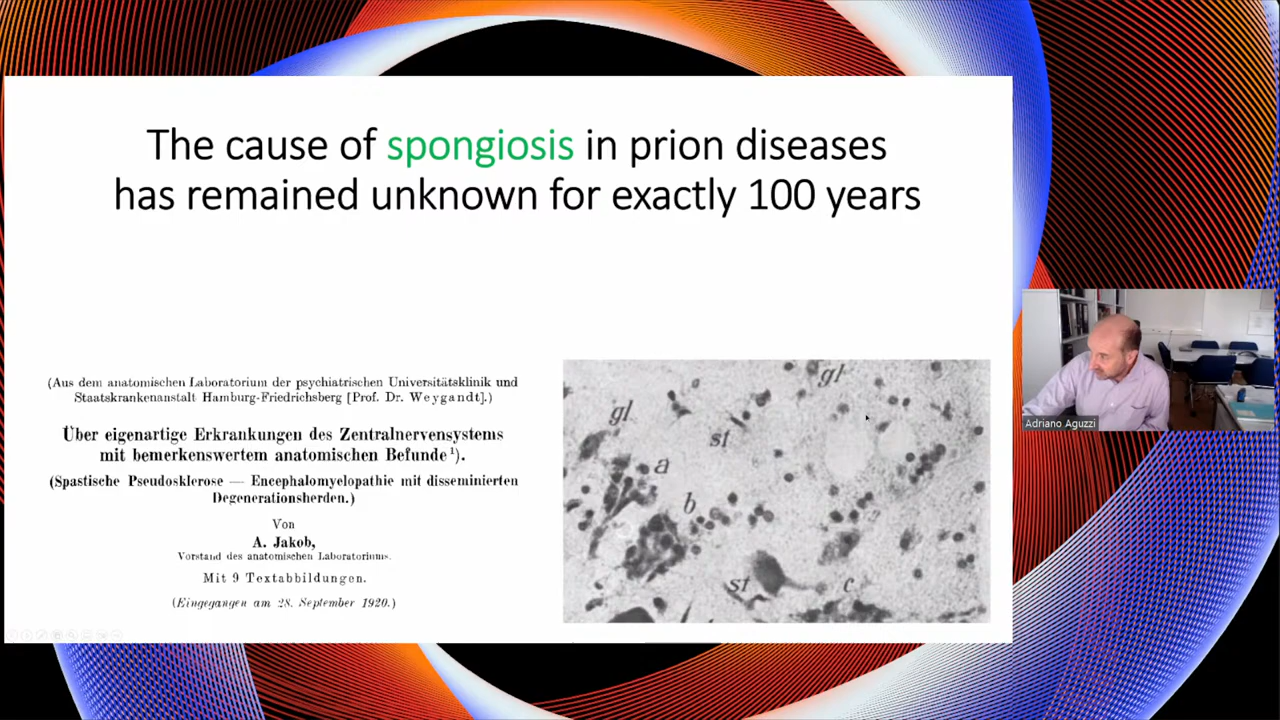 The cause of spongiosis in prion diseases
has remained unknown for exactly 100 years
(Aus dem anatomischen Laboratorium der psychiatrischen Universitätsklinik und
Staatskrankenanstalt Hamburg-Friedrichsberg [Prof. Dr. Weygandt].)
Über eigenartige Erkrankungen des Zentralnervensystems
mit bemerkenswertem anatomischen Befunde¹).
(Spastische Pseudosklerose — Encephalomyelopathie mit disseminierten
Degenerationsherden.)
Von
A. Jakob,
Vorstand des anatomischen Laboratoriums.
Mit 9 Textabbildungen.
(Eingegangen am 28. September 1920.)
gl
gl
st
a
b
st
c
Adriano Aguzzi